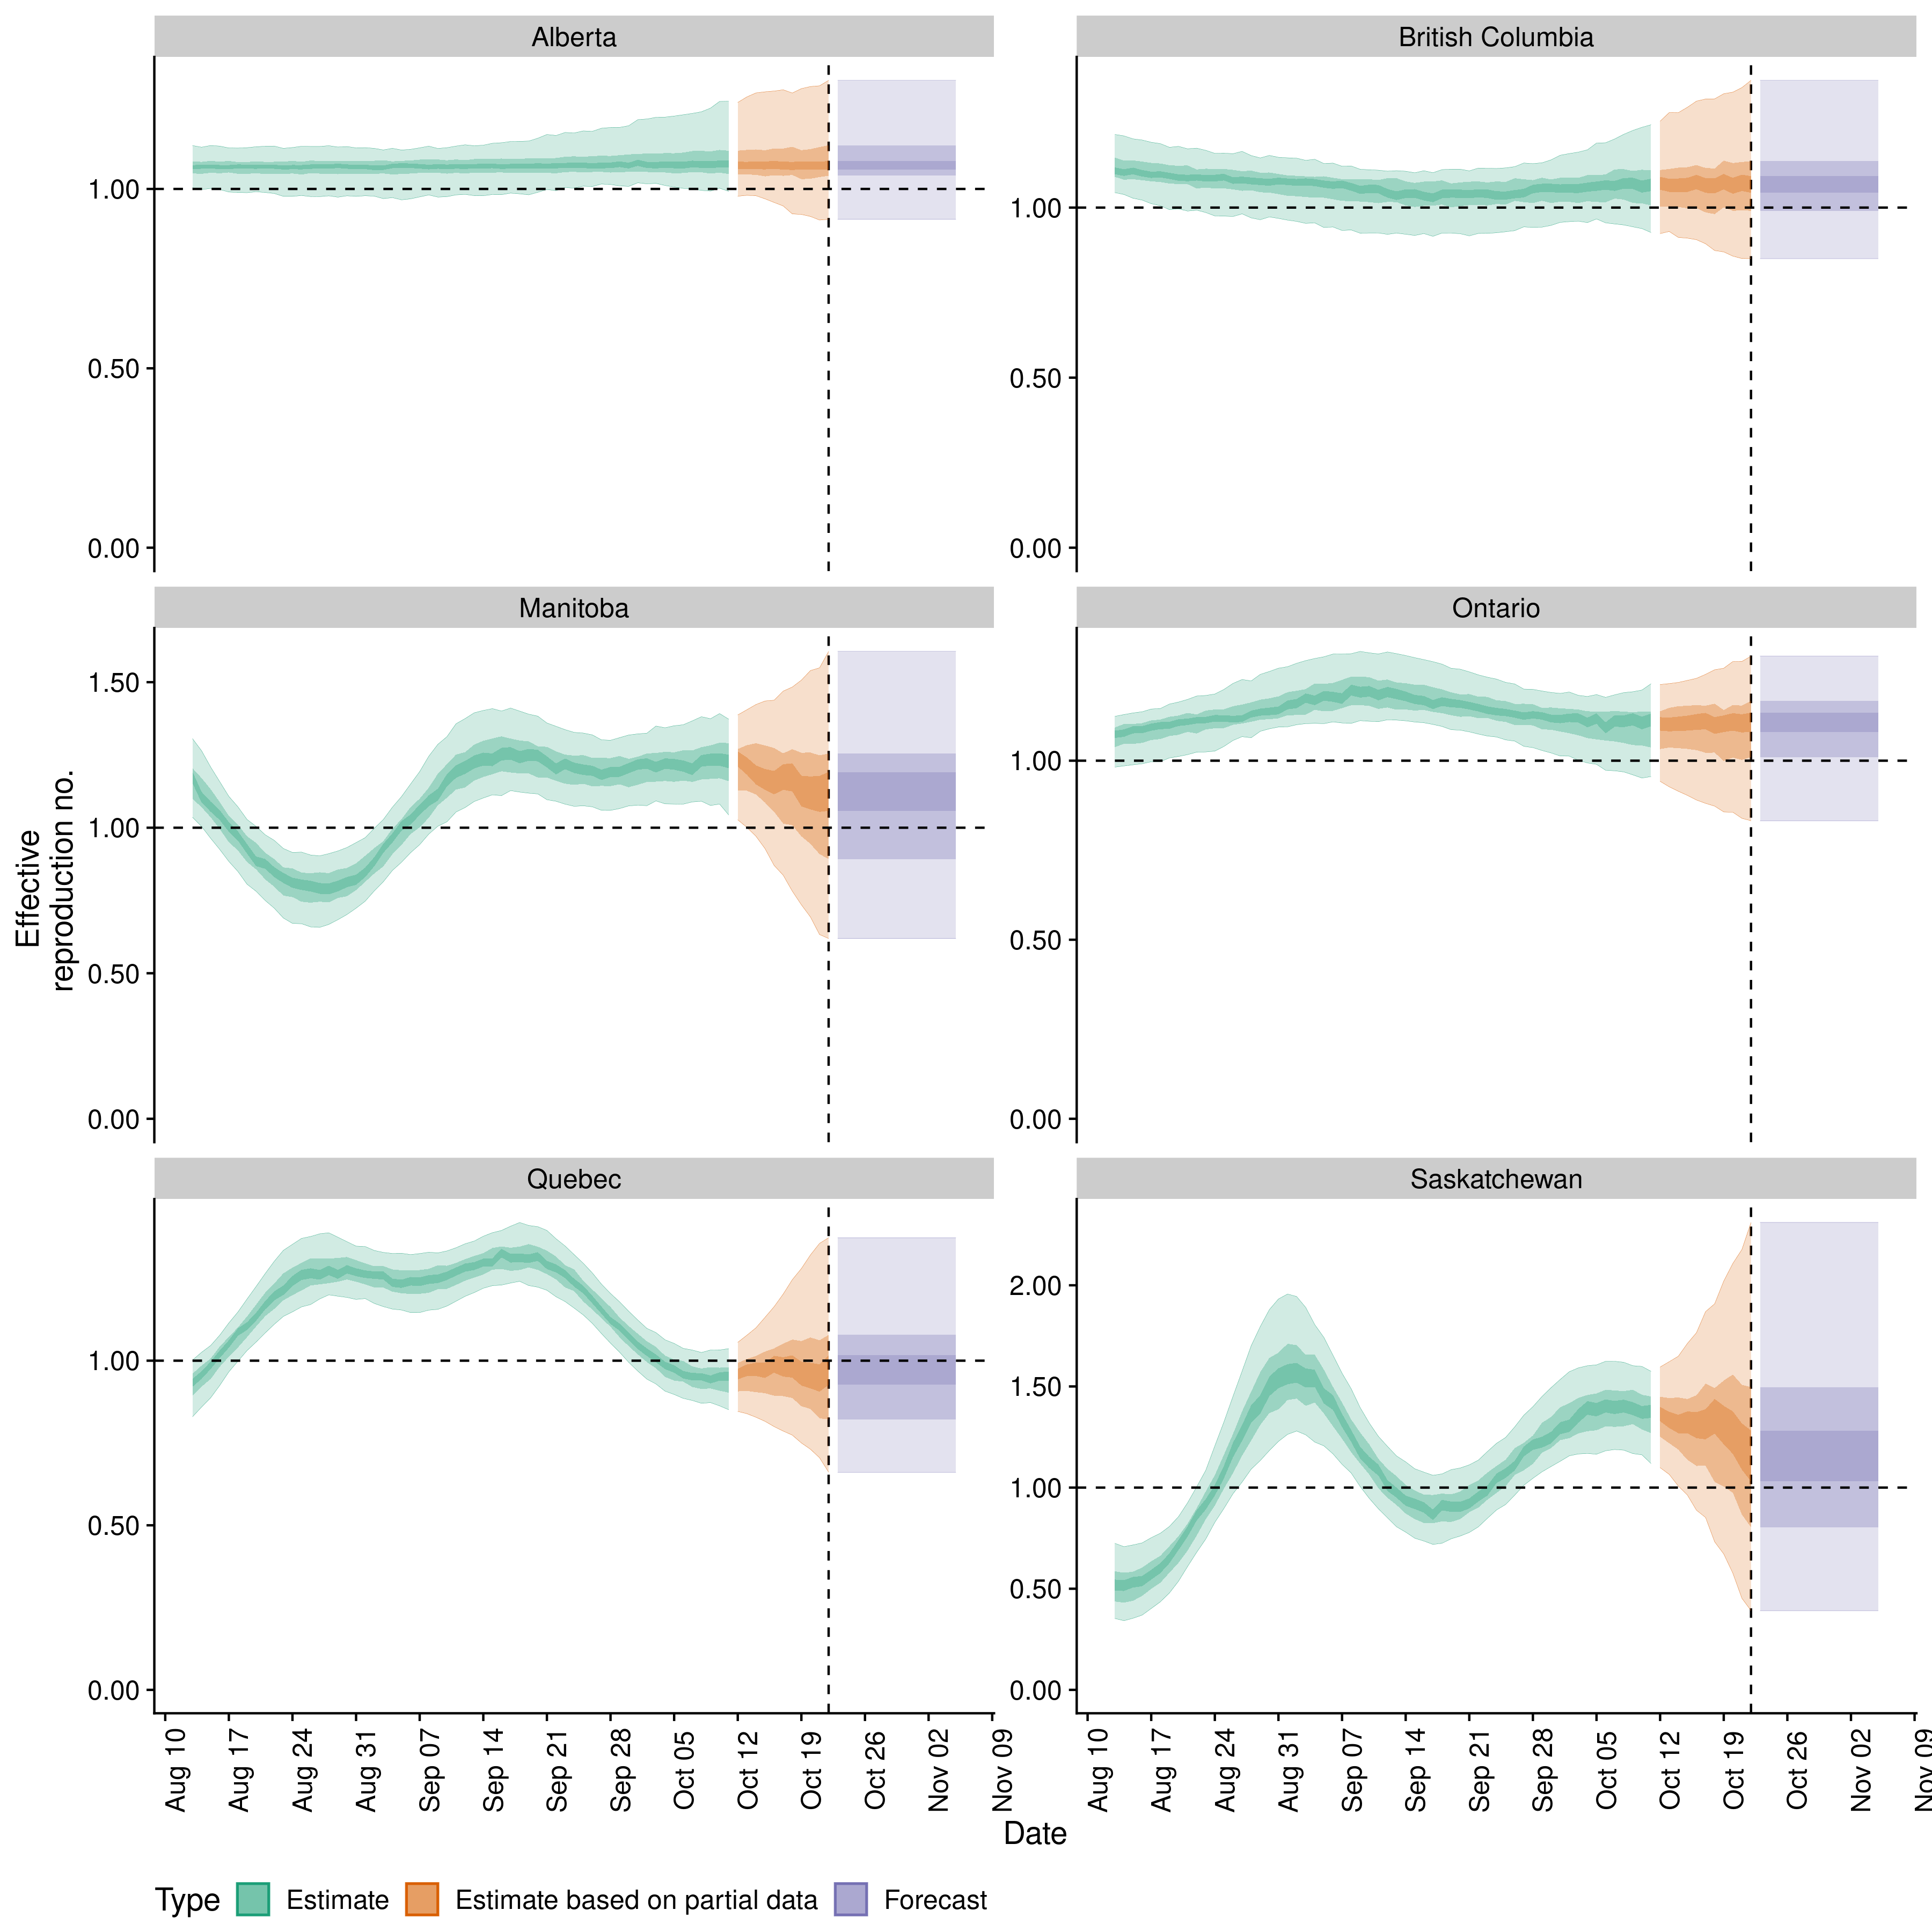 Alberta
British Columbia
1.00
0.50
0.00
1.00
0.50
0.00
Manitoba
Ontario
1.50
1.00
0.50
0.00
1.00
0.50
0.00
Effective
reproduction no.
Quebec
Saskatchewan
1.00
0.50
0.00
2.00
1.50
1.00
0.50
0.00
Aug 10 Aug 17 Aug 24 Aug 31 Sep 07 Sep 14 Sep 21 Sep 28 Oct 05 Oct 12 Oct 19 Oct 26 Nov 02 Nov 09
Aug 10 Aug 17 Aug 24 Aug 31 Sep 07 Sep 14 Sep 21 Sep 28 Oct 05 Oct 12 Oct 19 Oct 26 Nov 02 Nov 09
Date
Type Estimate Estimate based on partial data Forecast